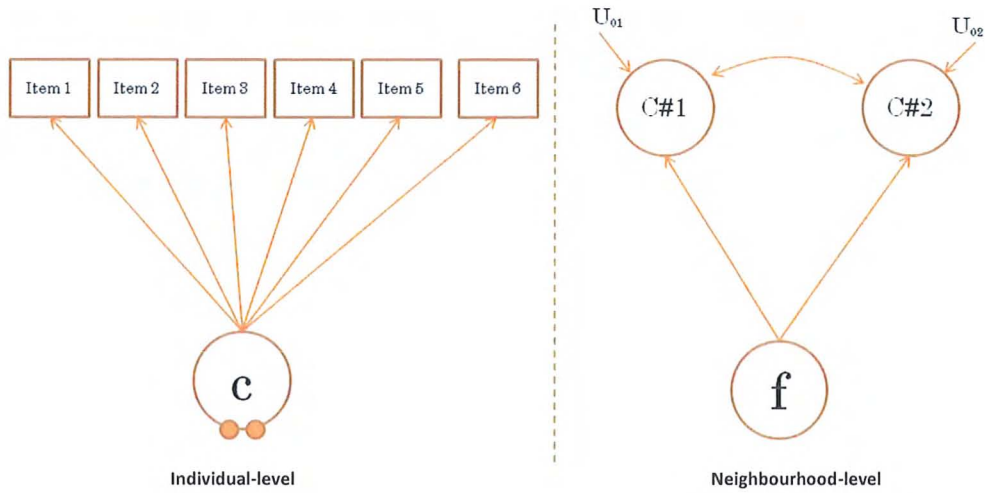 U₀₁
U₀₂
Item 1
Item 2
Item 3
Item 4
Item 5
Item 6
C#1
C#2
c
f
Individual-level
Neighbourhood-level